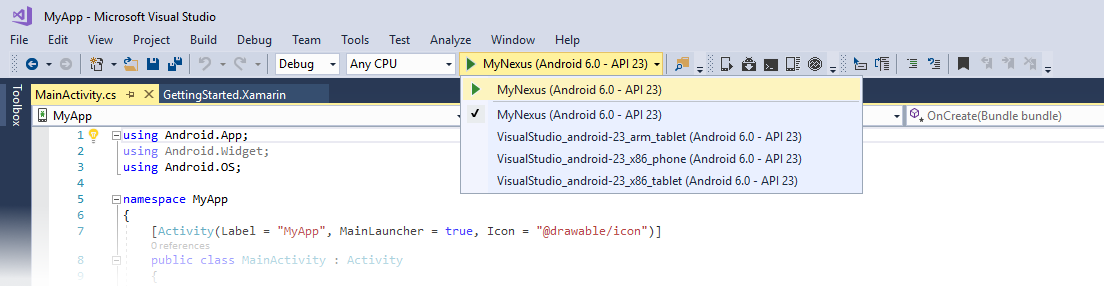 MyApp - Microsoft Visual Studio
File Edit View Project Build Debug Team Tools Test Analyze Window Help
Debug Any CPU MyNexus (Android 6.0 - API 23)
MyNexus (Android 6.0 - API 23)
MyNexus (Android 6.0 - API 23)
VisualStudio_android-23_arm_tablet (Android 6.0 - API 23)
VisualStudio_android-23_x86_phone (Android 6.0 - API 23)
VisualStudio_android-23_x86_tablet (Android 6.0 - API 23)
Toolbox
MainActivity.cs GettingStarted.Xamarin
MyApp OnCreate(Bundle bundle)
1 using Android.App;
2 using Android.Widget;
3 using Android.OS;
4
5 namespace MyApp
6 {
7 [Activity(Label = "MyApp", MainLauncher = true, Icon = "@drawable/icon")]
0 references
8 public class MainActivity : Activity
9 {